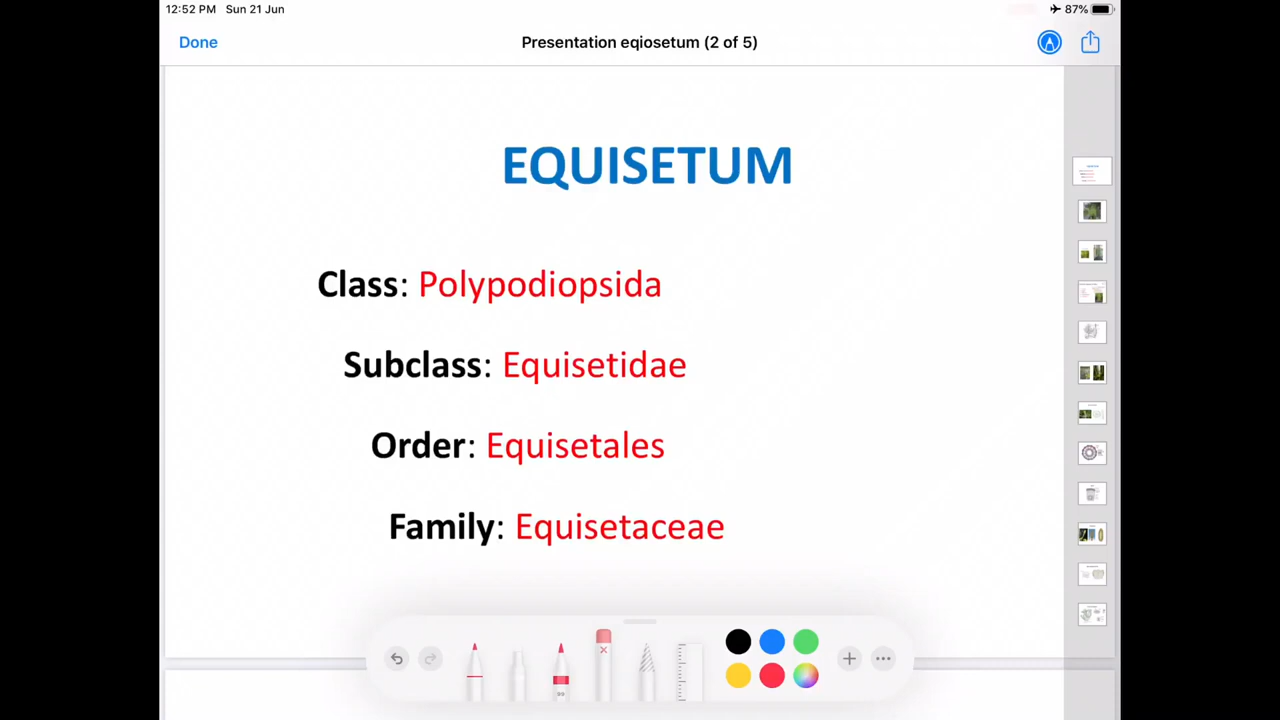 12:52 PM Sun 21 Jun 87%
Done Presentation eqiosetum (2 of 5)
EQUISETUM
Class: Polypodiopsida
Subclass: Equisetidae
Order: Equisetales
Family: Equisetaceae